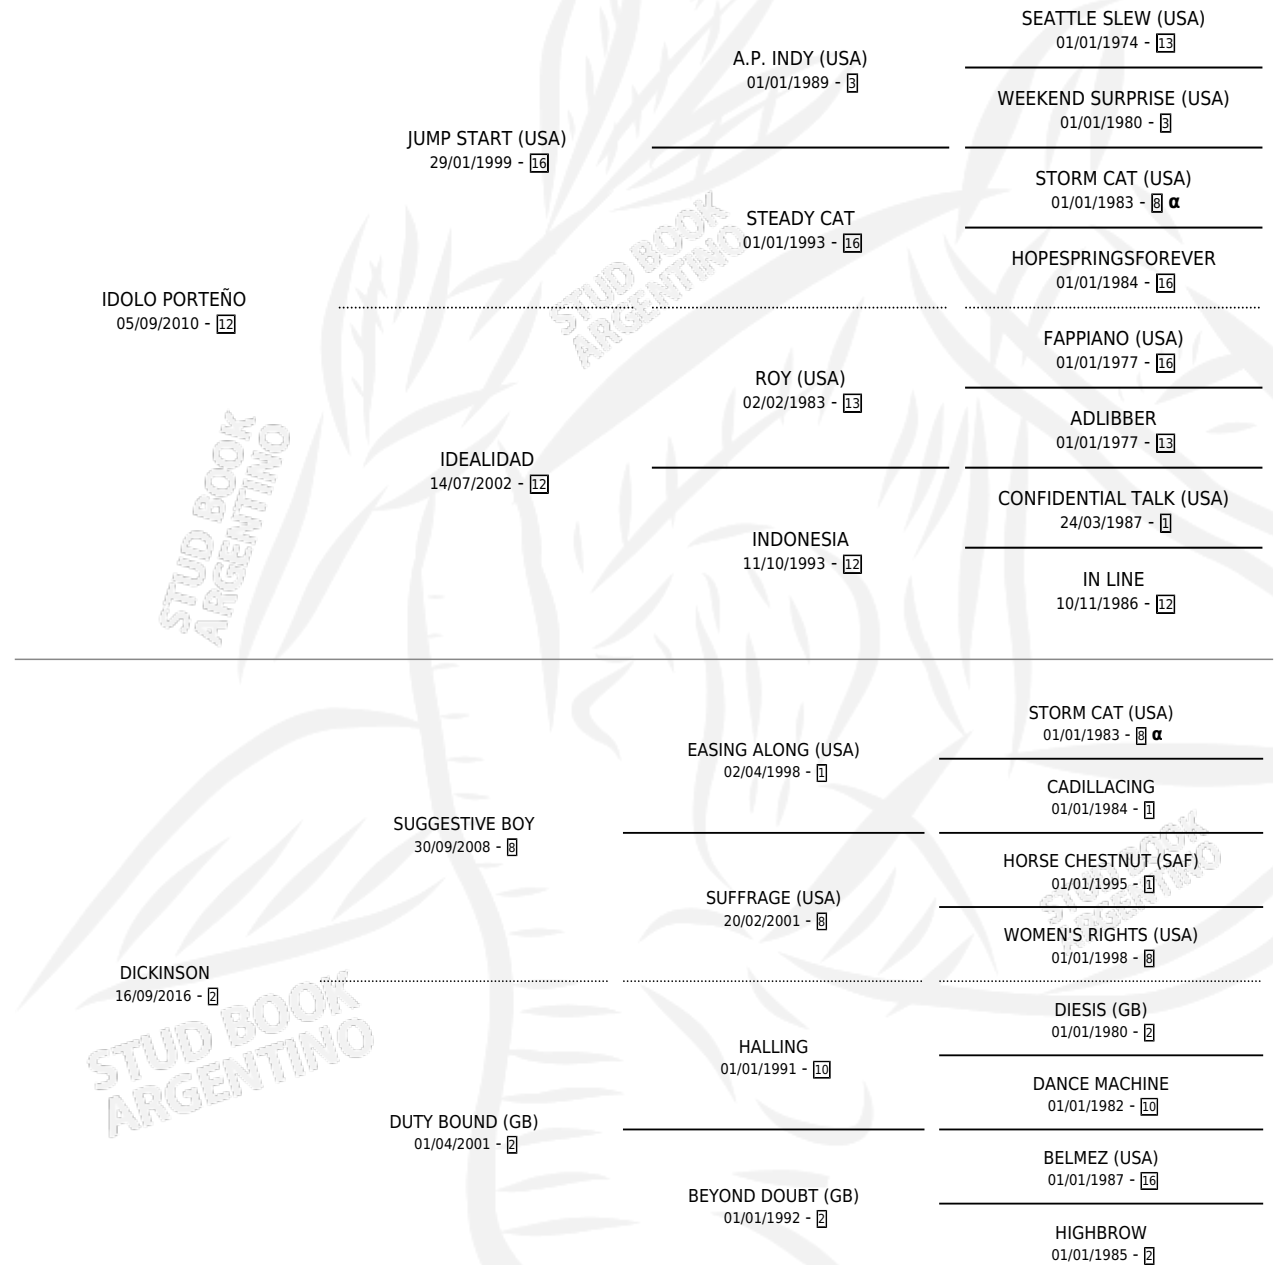 SEATTLE SLEW (USA)
01/01/1974 - 13
A.P. INDY (USA)
01/01/1989 - 3
WEEKEND SURPRISE (USA)
01/01/1980 - 3
JUMP START (USA)
29/01/1999 - 16
STORM CAT (USA)
01/01/1983 - 8 α
STEADY CAT
01/01/1993 - 16
HOPESPRINGSFOREVER
01/01/1984 - 16
IDOLO PORTEÑO
05/09/2010 - 12
FAPPIANO (USA)
01/01/1977 - 16
ROY (USA)
02/02/1983 - 13
ADLIBBER
01/01/1977 - 13
IDEALIDAD
14/07/2002 - 12
CONFIDENTIAL TALK (USA)
24/03/1987 - 1
INDONESIA
11/10/1993 - 12
IN LINE
10/11/1986 - 12
STORM CAT (USA)
01/01/1983 - 8 α
EASING ALONG (USA)
02/04/1998 - 1
CADILLACING
01/01/1984 - 1
SUGGESTIVE BOY
30/09/2008 - 8
HORSE CHESTNUT (SAF)
01/01/1995 - 1
SUFFRAGE (USA)
20/02/2001 - 8
WOMEN'S RIGHTS (USA)
01/01/1998 - 8
DICKINSON
16/09/2016 - 2
DIESIS (GB)
01/01/1980 - 2
HALLING
01/01/1991 - 10
DANCE MACHINE
01/01/1982 - 10
DUTY BOUND (GB)
01/04/2001 - 2
BELMEZ (USA)
01/01/1987 - 16
BEYOND DOUBT (GB)
01/01/1992 - 2
HIGHBROW
01/01/1985 - 2
STUD BOOK
ARGENTINO
STUD BOOK
ARGENTINO
STUD BOOK
ARGENTINO
STUD BOOK
ARGENTINO